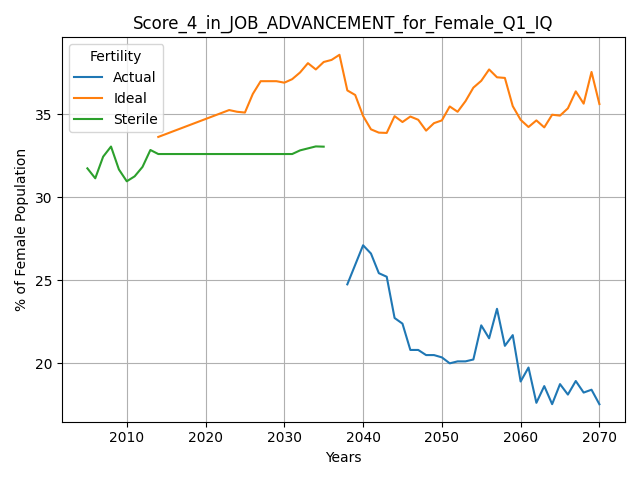 Score_4_in_JOB_ADVANCEMENT_for_Female_Q1_IQ
Fertility
Actual
Ideal
Sterile
% of Female Population
35
30
25
20
2010 2020 2030 2040 2050 2060 2070
Years